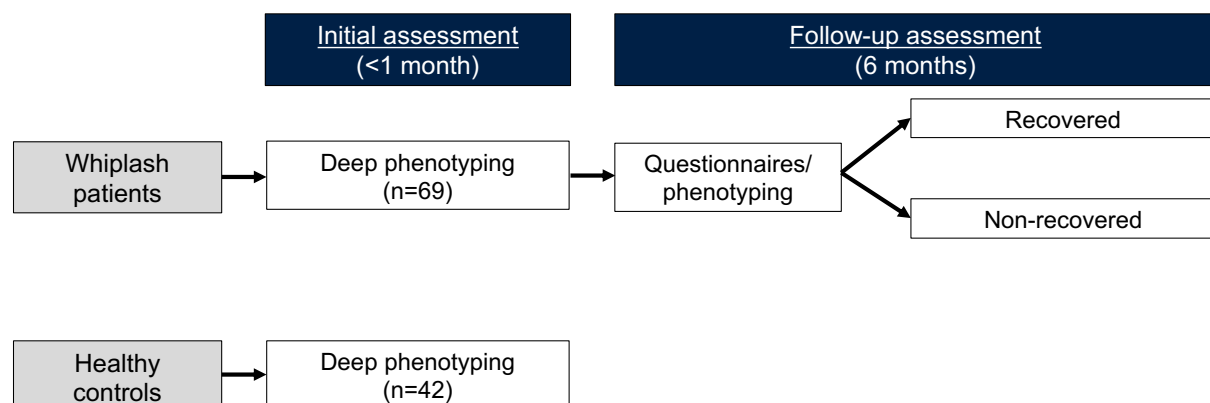 Initial assessment
(<1 month)
Follow-up assessment
(6 months)
Whiplash
patients
Deep phenotyping
(n=69)
Questionnaires/
phenotyping
Recovered
Non-recovered
Healthy
controls
Deep phenotyping
(n=42)